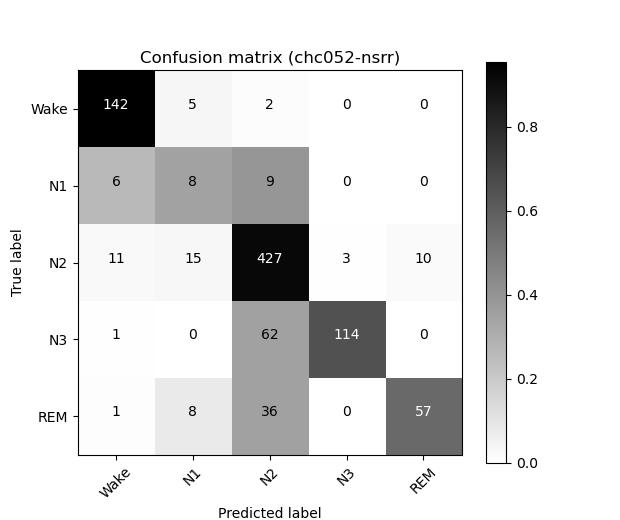 Confusion matrix (chc052-nsrr)
Wake 142 5 2 0 0
N1 6 8 9 0 0
N2 11 15 427 3 10
N3 1 0 62 114 0
REM 1 8 36 0 57
Wake N1 N2 N3 REM
True label
Predicted label
0.8
0.6
0.4
0.2
0.0